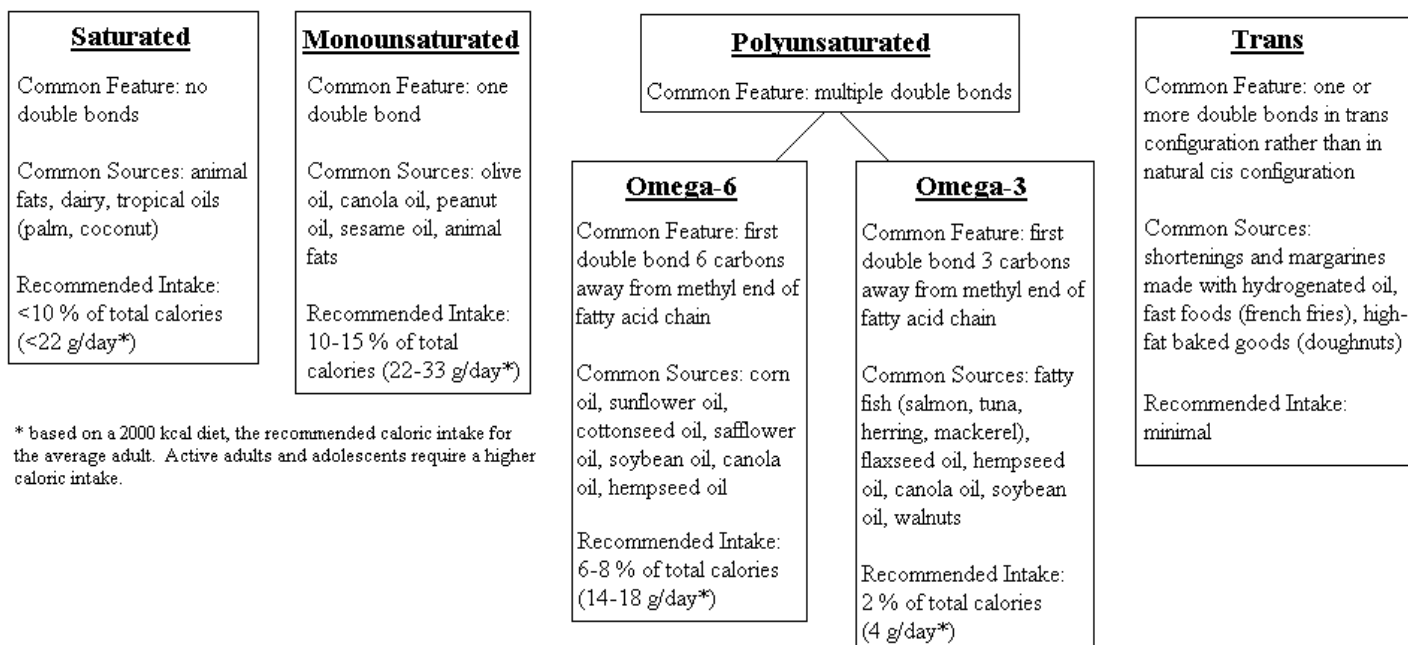 Saturated
Common Feature: no
double bonds
Common Sources: animal
fats, dairy, tropical oils
(palm, coconut)
Recommended Intake:
<10 % of total calories
(<22 g/day*)
Monounsaturated
Common Feature: one
double bond
Common Sources: olive
oil, canola oil, peanut
oil, sesame oil, animal
fats
Recommended Intake:
10-15 % of total
calories (22-33 g/day*)
* based on a 2000 kcal diet, the recommended caloric intake for
the average adult. Active adults and adolescents require a higher
caloric intake.
Polyunsaturated
Common Feature: multiple double bonds
Omega-6
Common Feature: first
double bond 6 carbons
away from methyl end of
fatty acid chain
Common Sources: corn
oil, sunflower oil,
cottonseed oil, safflower
oil, soybean oil, canola
oil, hempseed oil
Recommended Intake:
6-8 % of total calories
(14-18 g/day*)
Omega-3
Common Feature: first
double bond 3 carbons
away from methyl end of
fatty acid chain
Common Sources: fatty
fish (salmon, tuna,
herring, mackerel),
flaxseed oil, hempseed
oil, canola oil, soybean
oil, walnuts
Recommended Intake:
2 % of total calories
(4 g/day*)
Trans
Common Feature: one or
more double bonds in trans
configuration rather than in
natural cis configuration
Common Sources:
shortenings and margarines
made with hydrogenated oil,
fast foods (french fries), high-
fat baked goods (doughnuts)
Recommended Intake:
minimal